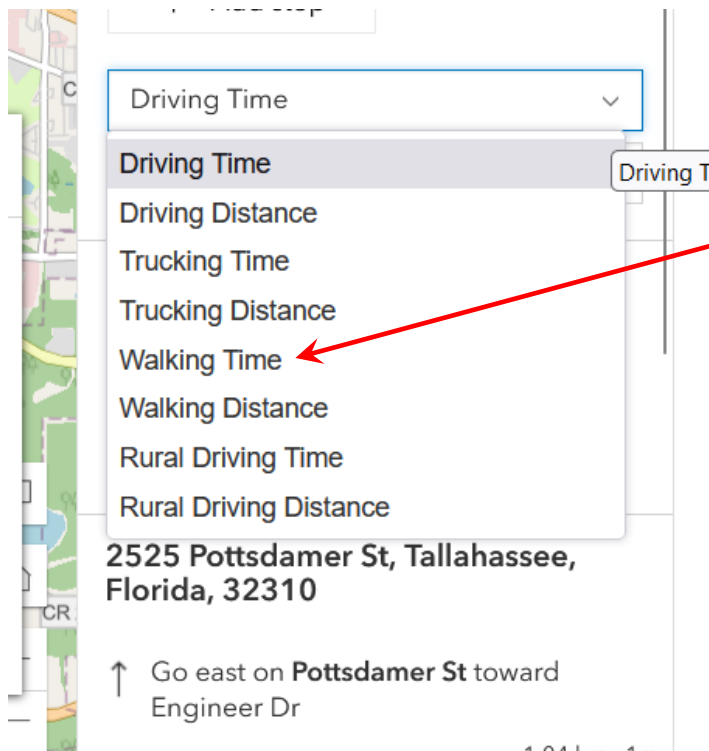 Driving Time
Driving Time
Driving T
Driving Distance
Trucking Time
Trucking Distance
Walking Time
Walking Distance
Rural Driving Time
Rural Driving Distance
2525 Pottsdamer St, Tallahassee,
Florida, 32310
CR
Go east on Pottsdamer St toward
Engineer Dr